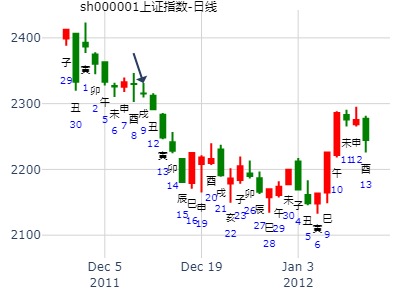 sh000001上证指数-日线
2400
2300
2200
2100
子
29
丑
30
寅
1
卯
2
午
5
未
6
申
7
酉
8
戌
9
丑
12
寅
13
卯
14
辰
15
巳
16
申
19
酉
20
戌
21
亥
22
子
23
卯
26
辰
27
巳
28
午
29
未
30
子
4
丑
5
寅
6
巳
9
午
10
未
11
申
12
酉
13
Dec 5
2011
Dec 19
Jan 3
2012